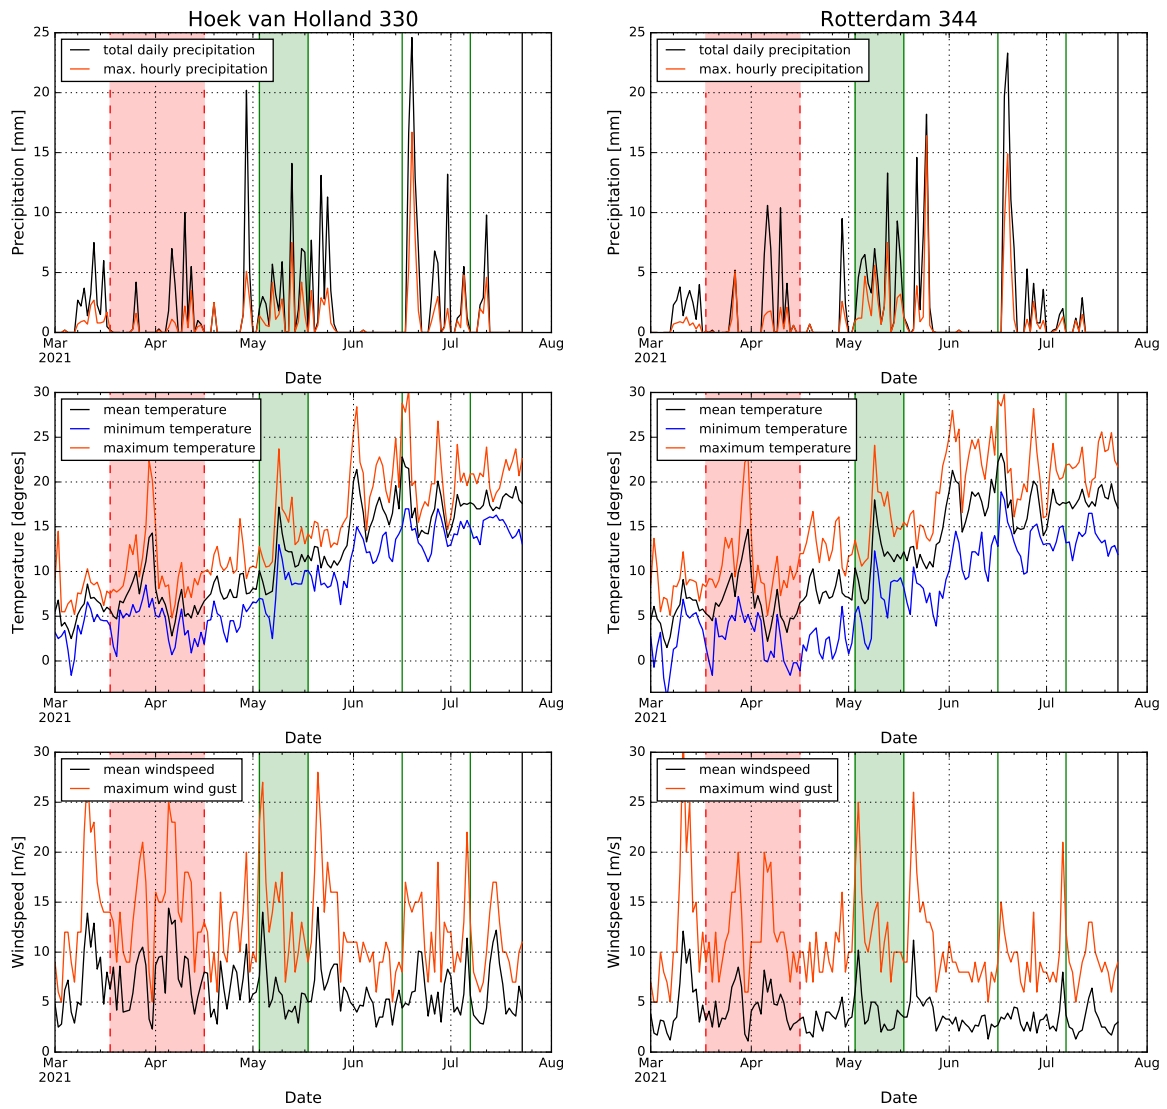 Hoek van Holland 330
Rotterdam 344
25
20
15
10
5
0
Precipitation [mm]
total daily precipitation
max. hourly precipitation
Mar
2021
Apr
May
Jun
Jul
Aug
Date
25
20
15
10
5
0
Precipitation [mm]
total daily precipitation
max. hourly precipitation
Mar
2021
Apr
May
Jun
Jul
Aug
Date
30
25
20
15
10
5
0
Temperature [degrees]
mean temperature
minimum temperature
maximum temperature
Mar
2021
Apr
May
Jun
Jul
Aug
Date
30
25
20
15
10
5
0
Temperature [degrees]
mean temperature
minimum temperature
maximum temperature
Mar
2021
Apr
May
Jun
Jul
Aug
Date
30
25
20
15
10
5
0
Windspeed [m/s]
mean windspeed
maximum wind gust
Mar
2021
Apr
May
Jun
Jul
Aug
Date
30
25
20
15
10
5
0
Windspeed [m/s]
mean windspeed
maximum wind gust
Mar
2021
Apr
May
Jun
Jul
Aug
Date